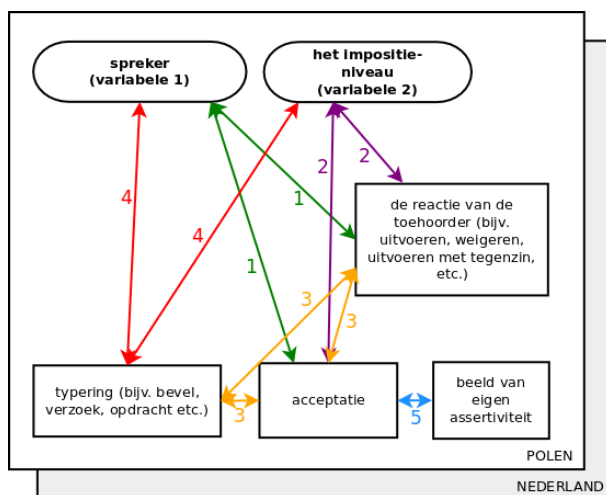 spreker
(variabele 1)
het impositie-
niveau
(variabele 2)
4
4
1
1
2
2
de reactie van de
toehoorder (bijv.
uitvoeren, weigeren,
uitvoeren met tegenzin,
etc.)
3
3
typering (bijv. bevel,
verzoek, opdracht etc.)
3
acceptatie
5
beeld van
eigen
assertiviteit
POLEN
NEDERLAND